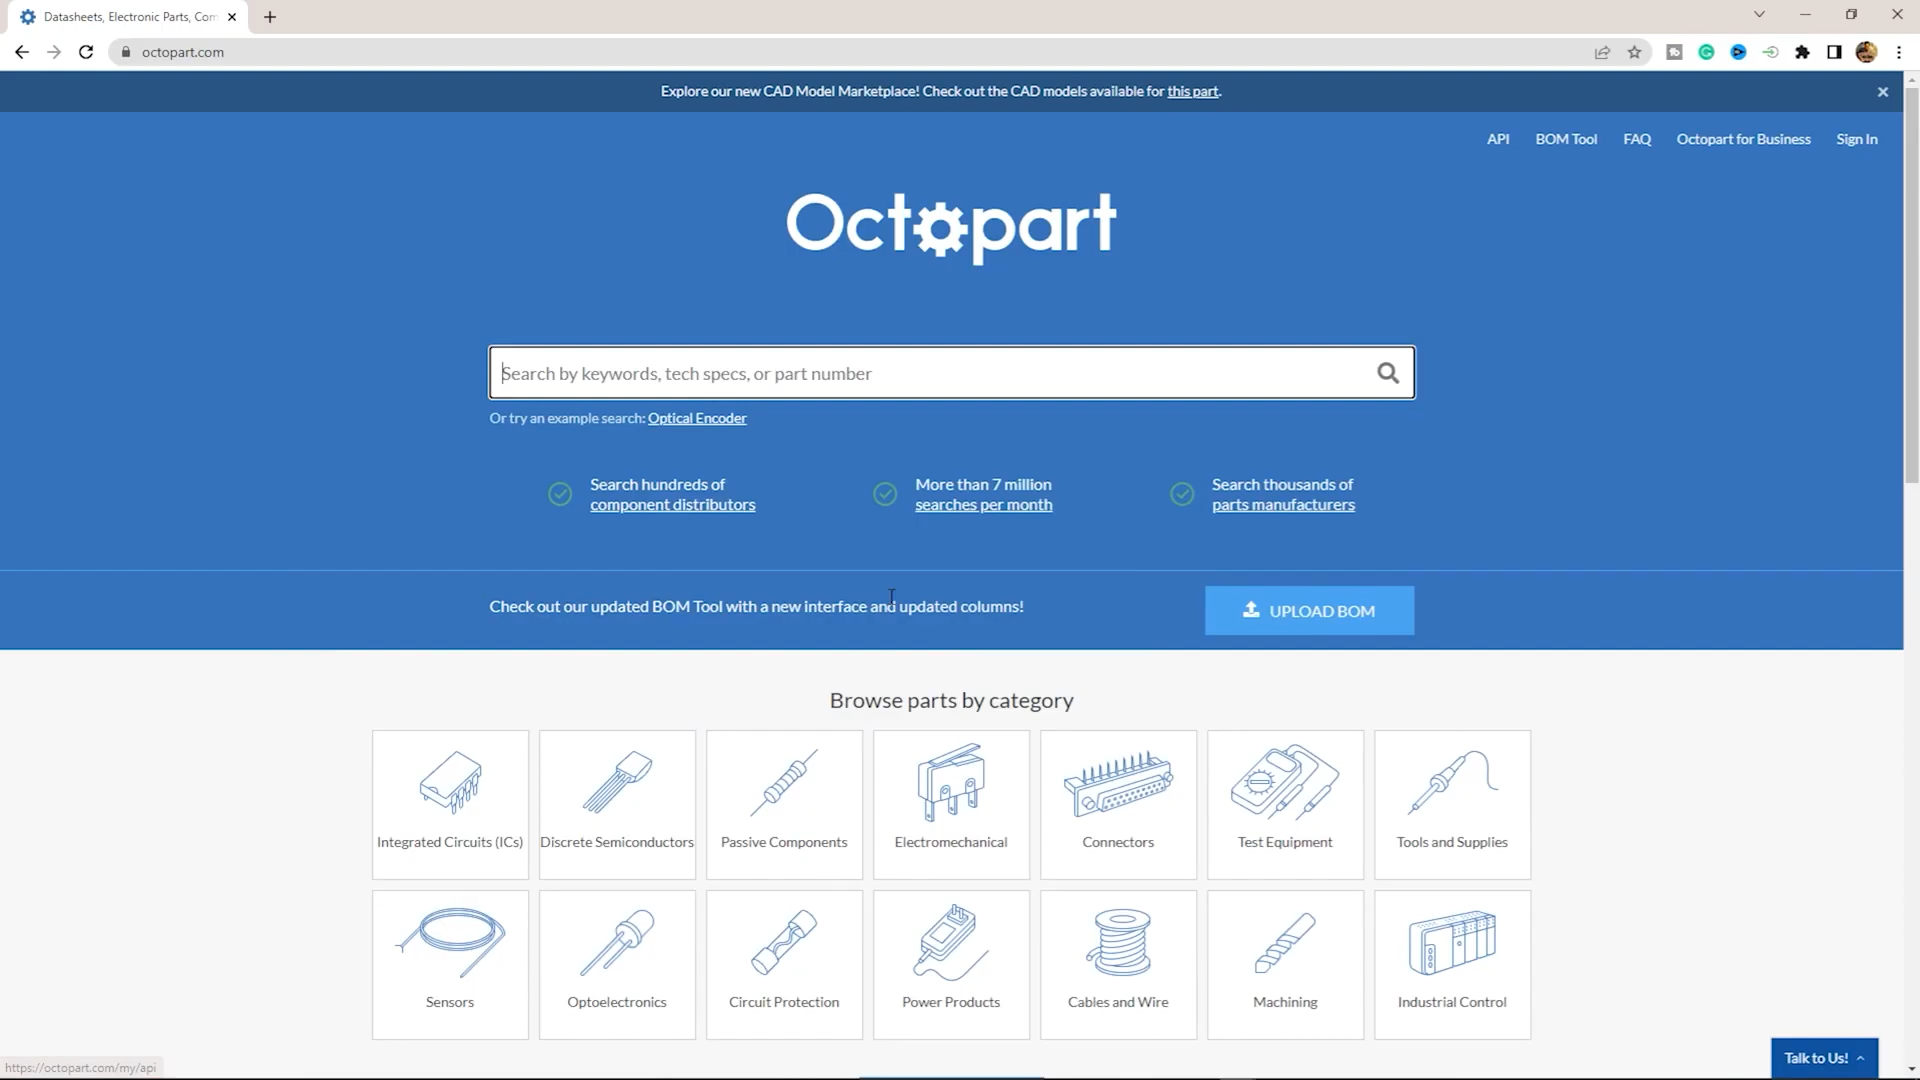 Datasheets, Electronic Parts, Com
octopart.com
Explore our new CAD Model Marketplace! Check out the CAD models available for this part.
API BOM Tool FAQ Octopart for Business Sign In
Octopart
Search by keywords, tech specs, or part number
Or try an example search: Optical Encoder
Search hundreds of
component distributors
More than 7 million
searches per month
Search thousands of
parts manufacturers
Check out our updated BOM Tool with a new interface and updated columns!
UPLOAD BOM
Browse parts by category
Integrated Circuits (ICs)
Discrete Semiconductors
Passive Components
Electromechanical
Connectors
Test Equipment
Tools and Supplies
Sensors
Optoelectronics
Circuit Protection
Power Products
Cables and Wire
Machining
Industrial Control
Talk to Us!
https://octopart.com/my/api